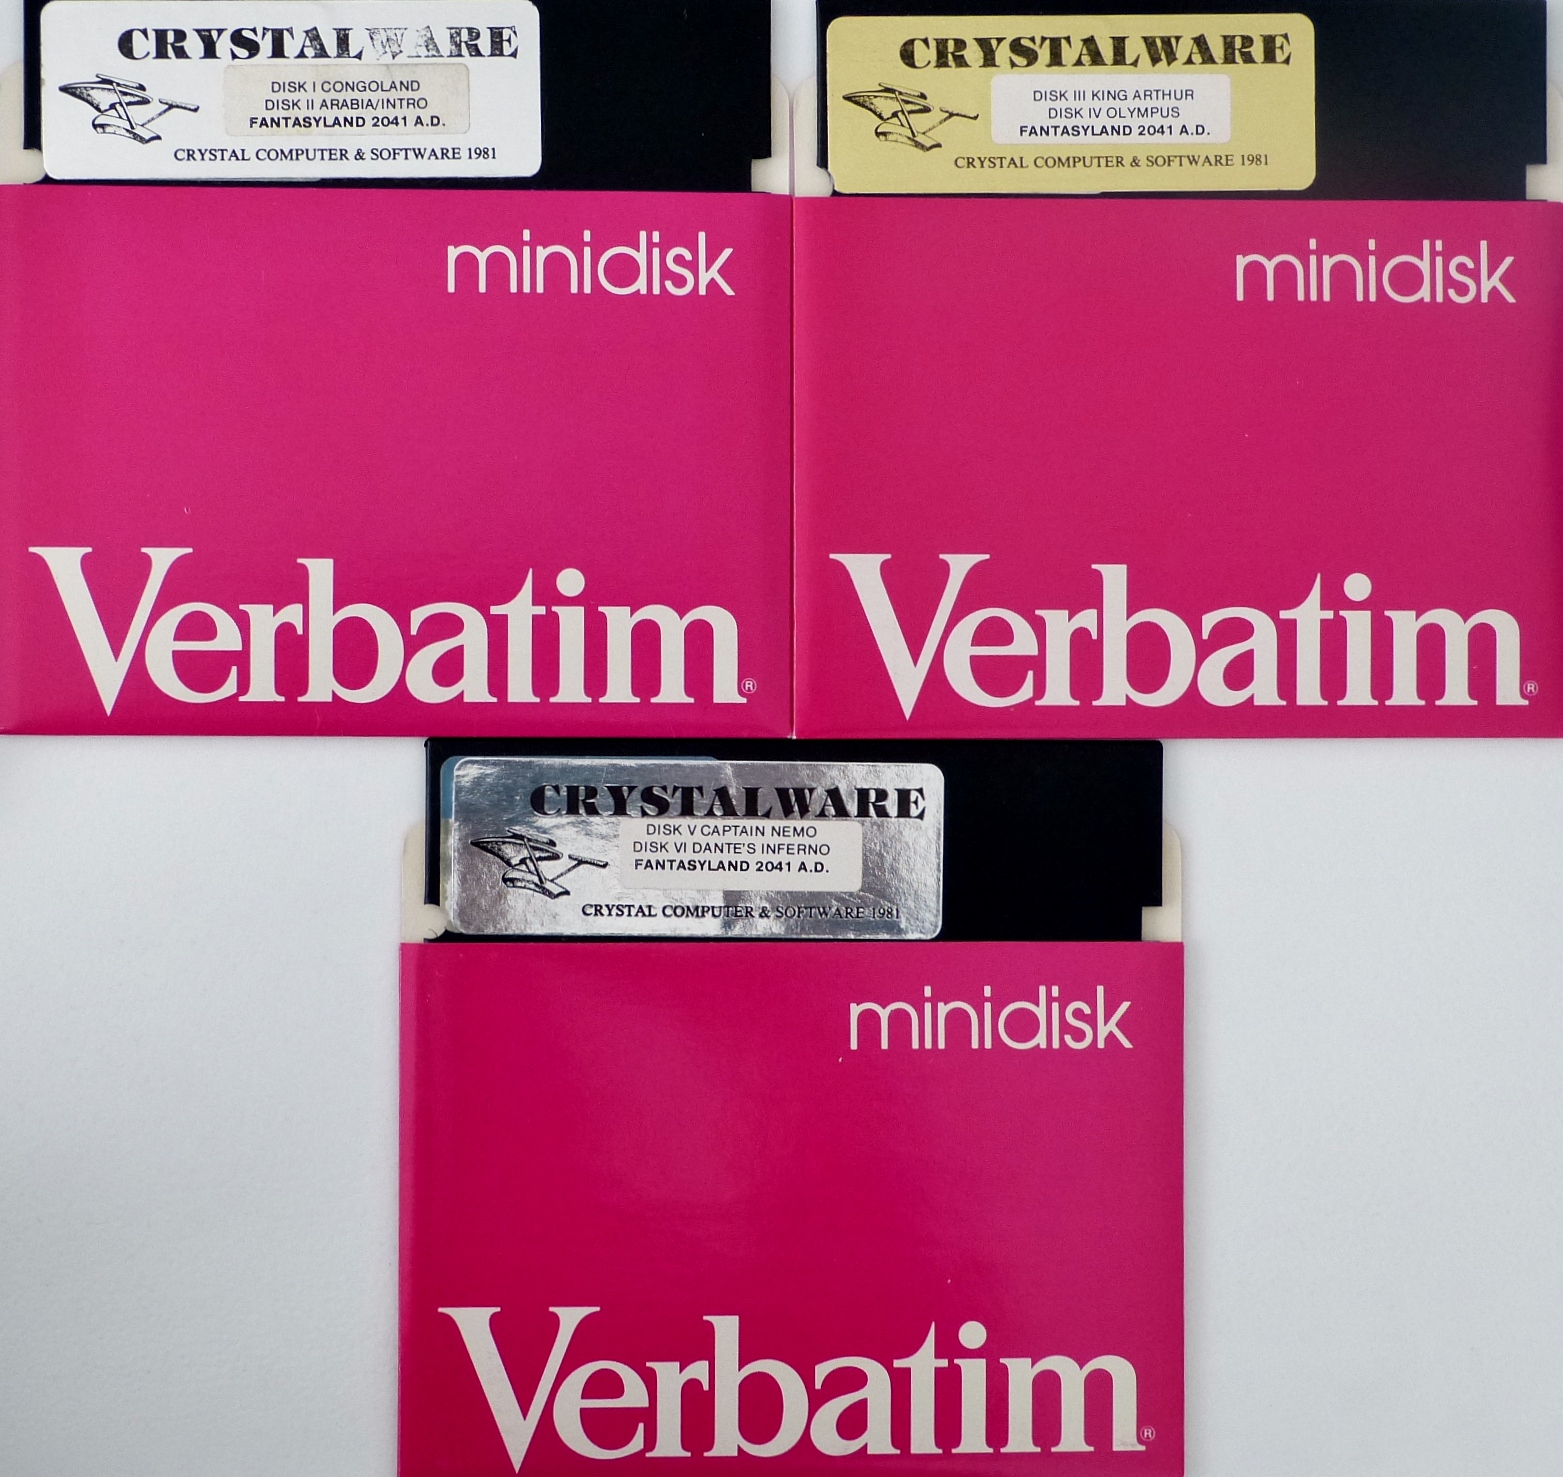 CRYSTALWARE
DISK I CONGOLAND
DISK II ARABIA/INTRO
FANTASYLAND 2041 A.D.
CRYSTAL COMPUTER & SOFTWARE 1981
minidisk
Verbatim®
CRYSTALWARE
DISK III KING ARTHUR
DISK IV OLYMPUS
FANTASYLAND 2041 A.D.
CRYSTAL COMPUTER & SOFTWARE 1981
minidisk
Verbatim®
CRYSTALWARE
DISK V CAPTAIN NEMO
DISK VI DANTE'S INFERNO
FANTASYLAND 2041 A.D.
CRYSTAL COMPUTER & SOFTWARE 1981
minidisk
Verbatim®